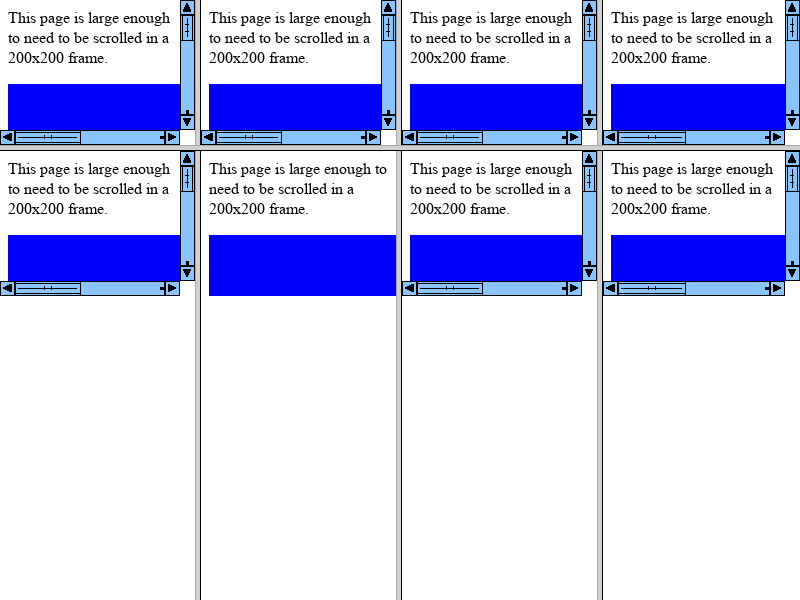 This page is large enough
to need to be scrolled in a
200x200 frame.
This page is large enough
to need to be scrolled in a
200x200 frame.
This page is large enough
to need to be scrolled in a
200x200 frame.
This page is large enough
to need to be scrolled in a
200x200 frame.
This page is large enough
to need to be scrolled in a
200x200 frame.
This page is large enough to
need to be scrolled in a
200x200 frame.
This page is large enough
to need to be scrolled in a
200x200 frame.
This page is large enough
to need to be scrolled in a
200x200 frame.